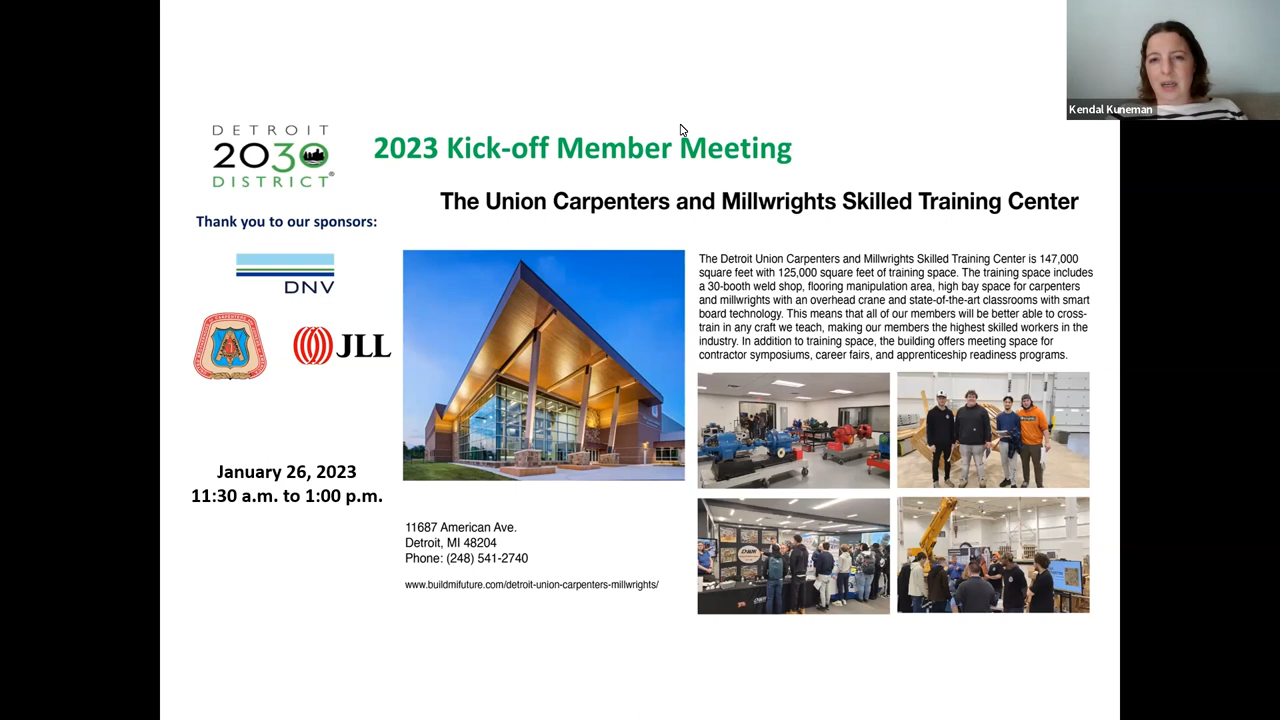 Kendal Kuneman
DETROIT
2030
DISTRICT
2023 Kick-off Member Meeting
The Union Carpenters and Millwrights Skilled Training Center
Thank you to our sponsors:
DNV
JLL
January 26, 2023
11:30 a.m. to 1:00 p.m.
The Detroit Union Carpenters and Millwrights Skilled Training Center is 147,000
square feet with 125,000 square feet of training space. The training space includes
a 30-booth weld shop, flooring manipulation area, high bay space for carpenters
and millwrights with an overhead crane and state-of-the-art classrooms with smart
board technology. This means that all of our members will be better able to cross-
train in any craft we teach, making our members the highest skilled workers in the
industry. In addition to training space, the building offers meeting space for
contractor symposiums, career fairs, and apprenticeship readiness programs.
11687 American Ave.
Detroit, MI 48204
Phone: (248) 541-2740
www.buildmifuture.com/detroit-union-carpenters-millwrights/